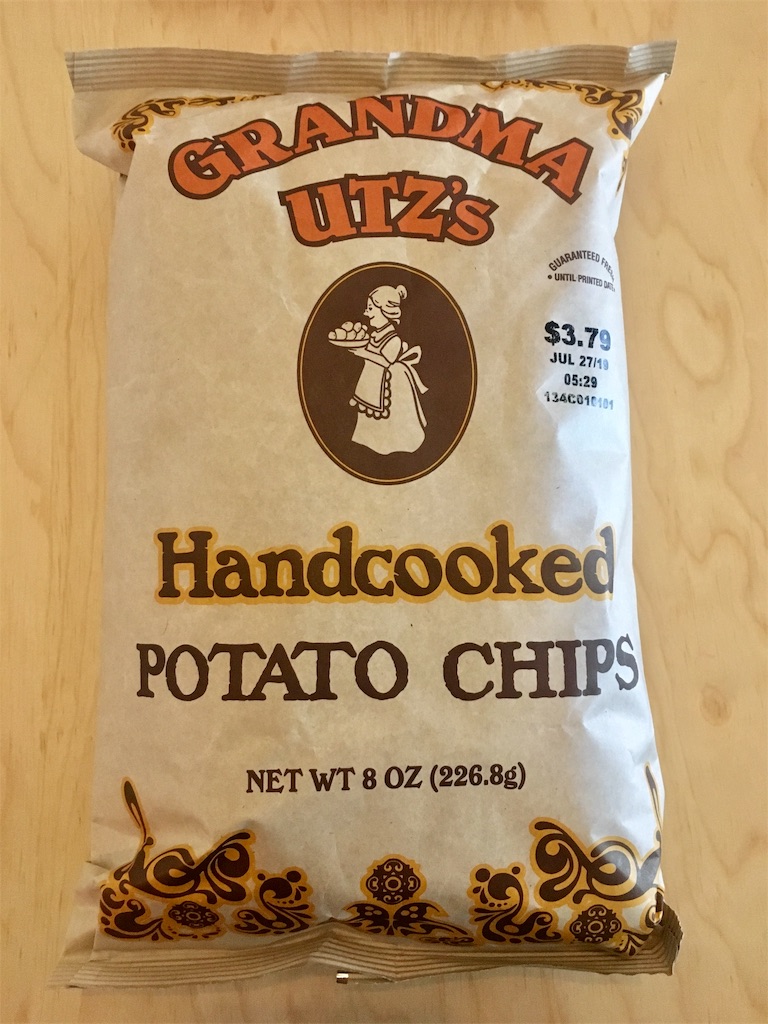 GRANDMA
UTZ's
GUARANTEED FRESH
• UNTIL PRINTED DATE •
$3.79
JUL 27/19
05:29
134C010101
Handcooked
POTATO CHIPS
NET WT 8 OZ (226.8g)